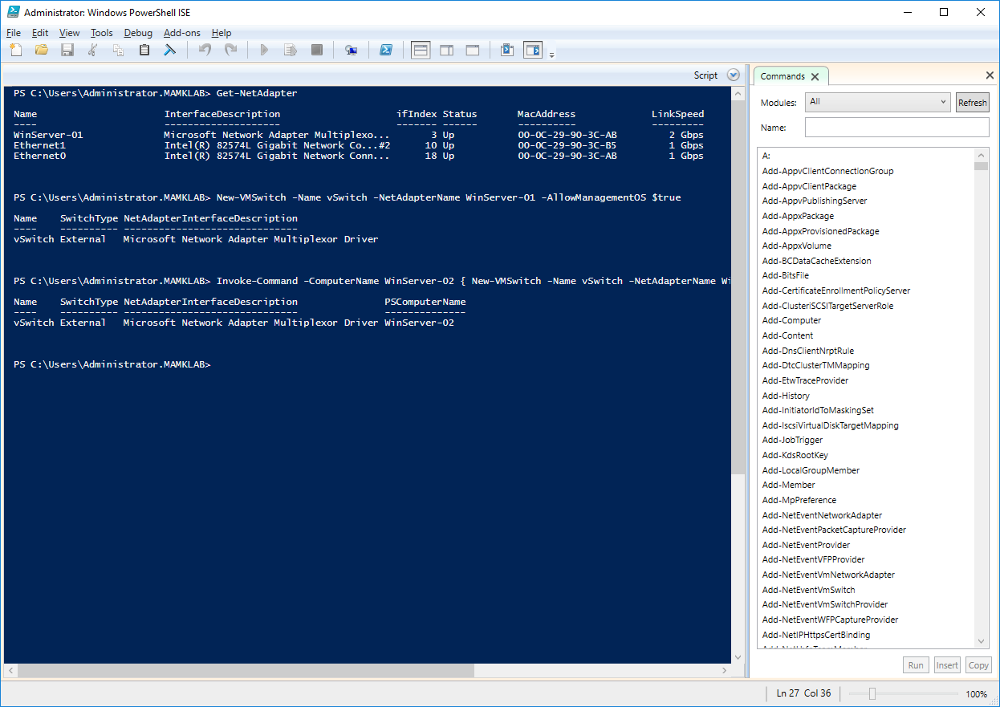 Administrator: Windows PowerShell ISE
File Edit View Tools Debug Add-ons Help
Script
PS C:\Users\Administrator.MAMKLAB> Get-NetAdapter
Name InterfaceDescription ifIndex Status MacAddress LinkSpeed
---- -------------------- ------- ------ ---------- ---------
WinServer-01 Microsoft Network Adapter Multiplexo... 3 Up 00-0C-29-90-3C-AB 2 Gbps
Ethernet1 Intel(R) 82574L Gigabit Network Co...#2 10 Up 00-0C-29-90-3C-B5 1 Gbps
Ethernet0 Intel(R) 82574L Gigabit Network Conn... 18 Up 00-0C-29-90-3C-AB 1 Gbps
PS C:\Users\Administrator.MAMKLAB> New-VMSwitch -Name vSwitch -NetAdapterName WinServer-01 -AllowManagementOS $true
Name SwitchType NetAdapterInterfaceDescription
---- ---------- ------------------------------
vSwitch External Microsoft Network Adapter Multiplexor Driver
PS C:\Users\Administrator.MAMKLAB> Invoke-Command -ComputerName WinServer-02 { New-VMSwitch -Name vSwitch -NetAdapterName Wi
Name SwitchType NetAdapterInterfaceDescription PSComputerName
---- ---------- ------------------------------ --------------
vSwitch External Microsoft Network Adapter Multiplexor Driver WinServer-02
PS C:\Users\Administrator.MAMKLAB>
Commands
Modules: All Refresh
Name:
A:
Add-AppvClientConnectionGroup
Add-AppvClientPackage
Add-AppvPublishingServer
Add-AppxPackage
Add-AppxProvisionedPackage
Add-AppxVolume
Add-BCDataCacheExtension
Add-BitsFile
Add-CertificateEnrollmentPolicyServer
Add-ClusteriSCSITargetServerRole
Add-Computer
Add-Content
Add-DnsClientNrptRule
Add-DtcClusterTMMapping
Add-EtwTraceProvider
Add-History
Add-InitiatorIdToMaskingSet
Add-IscsiVirtualDiskTargetMapping
Add-JobTrigger
Add-KdsRootKey
Add-LocalGroupMember
Add-Member
Add-MpPreference
Add-NetEventNetworkAdapter
Add-NetEventPacketCaptureProvider
Add-NetEventProvider
Add-NetEventVFPProvider
Add-NetEventVmNetworkAdapter
Add-NetEventVmSwitch
Add-NetEventVmSwitchProvider
Add-NetEventWFPCaptureProvider
Add-NetIPHttpsCertBinding
Run Insert Copy
Ln 27 Col 36 100%